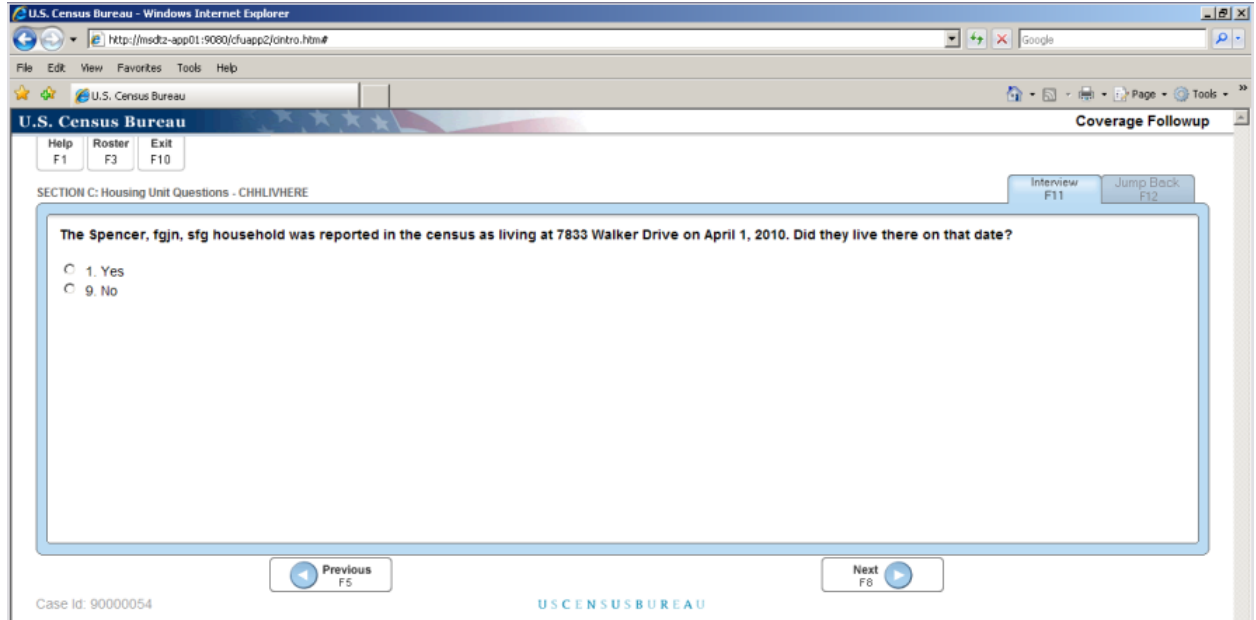 U.S. Census Bureau - Windows Internet Explorer
http://msdtz-app01:9080/cfuapp2/cintro.htm#
Google
File Edit View Favorites Tools Help
U.S. Census Bureau
Page Tools »
U.S. Census Bureau
Coverage Followup
Help Roster Exit
F1 F3 F10
SECTION C: Housing Unit Questions - CHHLIVHERE
Interview Jump Back
F11 F12
The Spencer, fgjn, sfg household was reported in the census as living at 7833 Walker Drive on April 1, 2010. Did they live there on that date?
1. Yes
9. No
Previous
F5
Next
F8
Case Id: 90000054
USCENSUSBUREAU